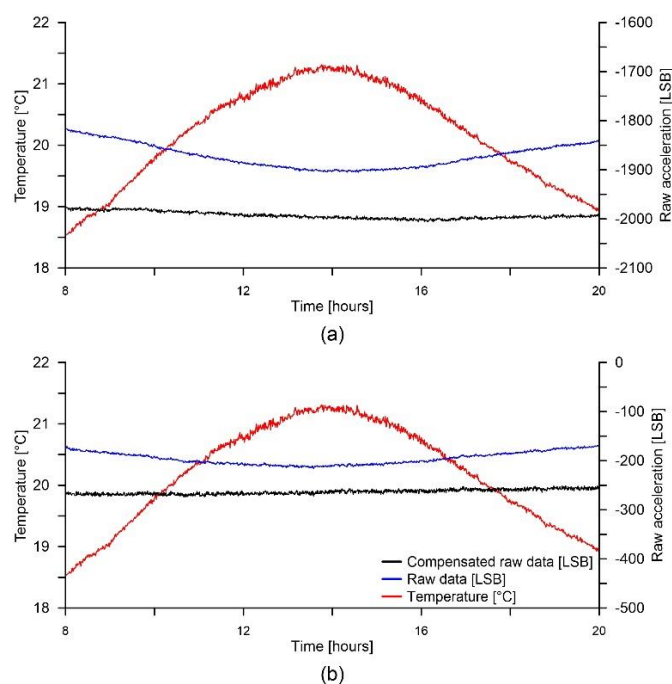 22
21
20
19
18
Temperature [°C]
-1600
-1700
-1800
-1900
-2000
-2100
Raw acceleration [LSB]
8
12
16
20
Time [hours]
(a)
22
21
20
19
18
Temperature [°C]
0
-100
-200
-300
-400
-500
Raw acceleration [LSB]
Compensated raw data [LSB]
Raw data [LSB]
Temperature [°C]
8
12
16
20
Time [hours]
(b)